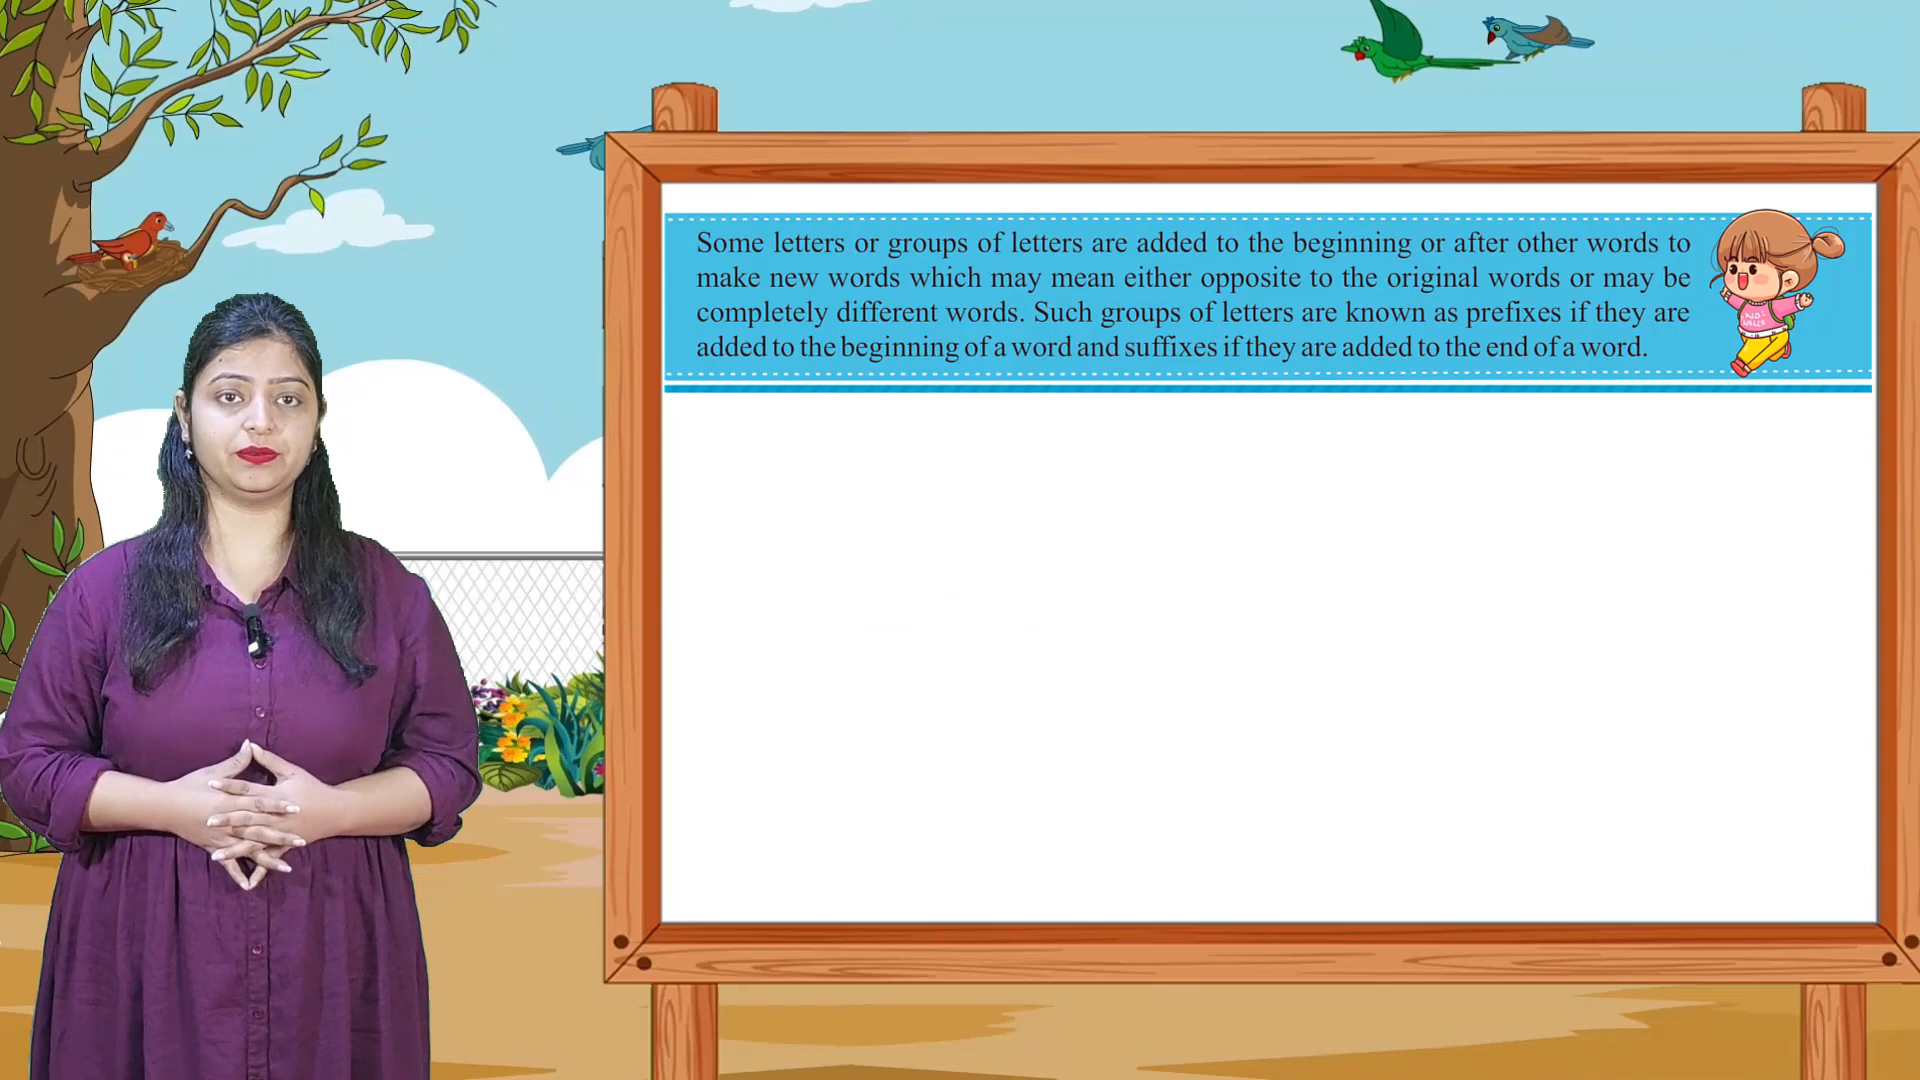 Some letters or groups of letters are added to the beginning or after other words to
make new words which may mean either opposite to the original words or may be
completely different words. Such groups of letters are known as prefixes if they are
added to the beginning of a word and suffixes if they are added to the end of a word.